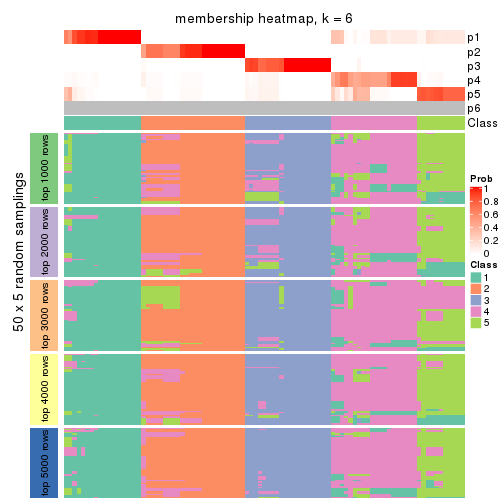 membership heatmap, k = 6
p1
p2
p3
p4
p5
p6
Class
50 x 5 random samplings
top 1000 rows
top 2000 rows
top 3000 rows
top 4000 rows
top 5000 rows
Prob
1
0.8
0.6
0.4
0.2
0
Class
1
2
3
4
5